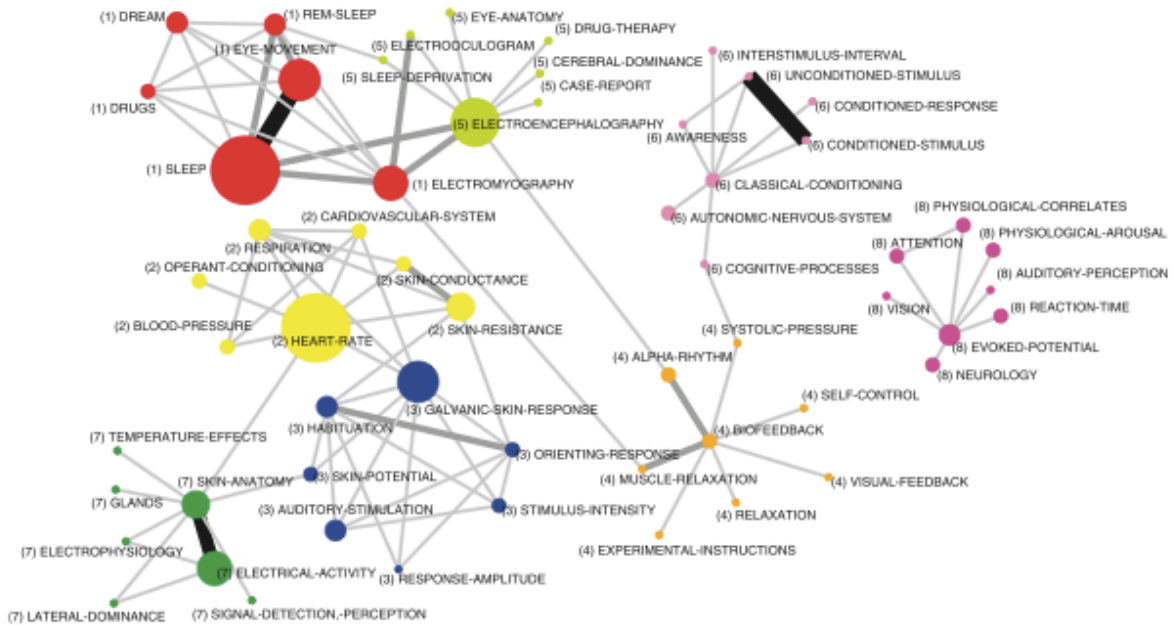 (1) DREAM
(1) REM-SLEEP
(5) EYE-ANATOMY
(5) DRUG-THERAPY
(1) EYE-MOVEMENT
(5) ELECTROOCULOGRAM
(5) CEREBRAL-DOMINANCE
(6) INTERSTIMULUS-INTERVAL
(5) SLEEP-DEPRIVATION
(5) CASE-REPORT
(6) UNCONDITIONED-STIMULUS
(1) DRUGS
(6) CONDITIONED-RESPONSE
(5) ELECTROENCEPHALOGRAPHY
(6) AWARENESS
(6) CONDITIONED-STIMULUS
(1) SLEEP
(1) ELECTROMYOGRAPHY
(6) CLASSICAL-CONDITIONING
(2) CARDIOVASCULAR-SYSTEM
(6) AUTONOMIC-NERVOUS-SYSTEM
(8) PHYSIOLOGICAL-CORRELATES
(2) RESPIRATION
(8) ATTENTION
(8) PHYSIOLOGICAL-AROUSAL
(2) OPERANT-CONDITIONING
(2) SKIN-CONDUCTANCE
(6) COGNITIVE-PROCESSES
(8) AUDITORY-PERCEPTION
(8) VISION
(8) REACTION-TIME
(2) BLOOD-PRESSURE
(2) SKIN-RESISTANCE
(4) SYSTOLIC-PRESSURE
(2) HEART-RATE
(8) EVOKED-POTENTIAL
(4) ALPHA-RHYTHM
(8) NEUROLOGY
(4) SELF-CONTROL
(3) GALVANIC-SKIN-RESPONSE
(3) HABITUATION
(4) BIOFEEDBACK
(7) TEMPERATURE-EFFECTS
(3) ORIENTING-RESPONSE
(7) SKIN-ANATOMY
(3) SKIN-POTENTIAL
(4) MUSCLE-RELAXATION
(4) VISUAL-FEEDBACK
(7) GLANDS
(3) AUDITORY-STIMULATION
(3) STIMULUS-INTENSITY
(4) RELAXATION
(7) ELECTROPHYSIOLOGY
(4) EXPERIMENTAL-INSTRUCTIONS
(7) ELECTRICAL-ACTIVITY
(3) RESPONSE-AMPLITUDE
(7) LATERAL-DOMINANCE
(7) SIGNAL-DETECTION,-PERCEPTION